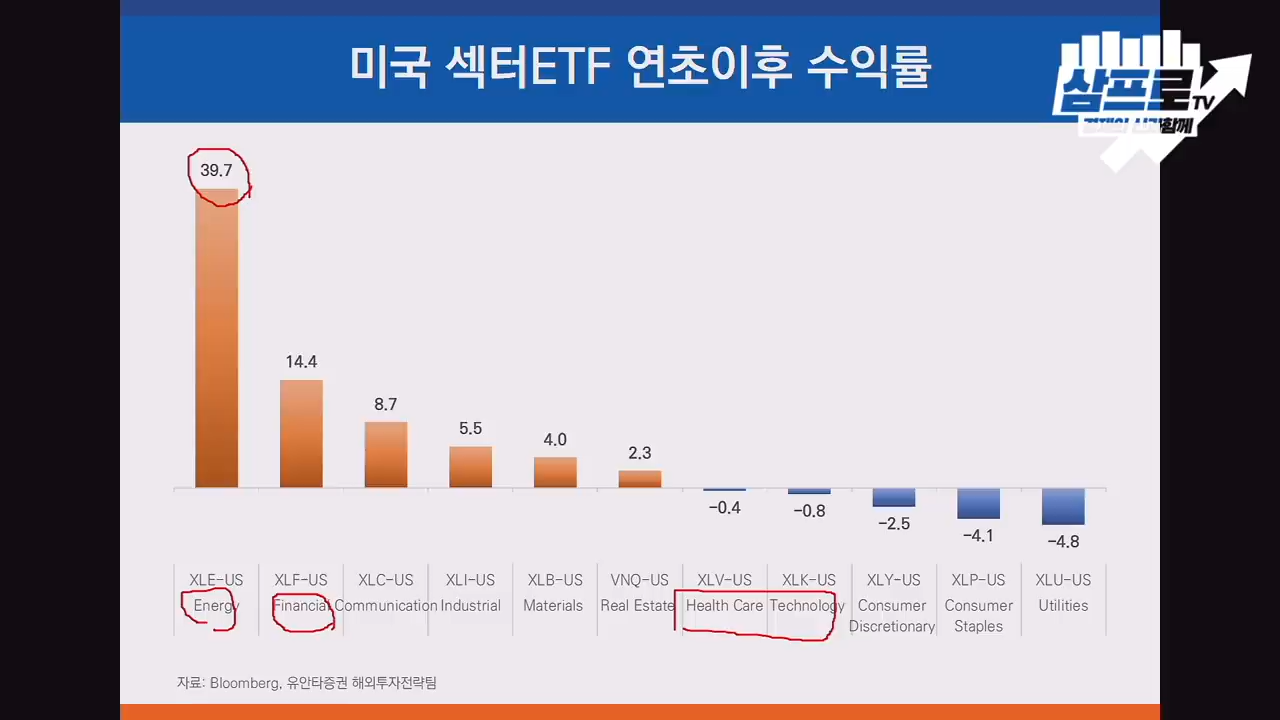 미국 섹터ETF 연초이후 수익률
삼프로TV
39.7
14.4
8.7
5.5
4.0
2.3
-0.4
-0.8
-2.5
-4.1
-4.8
XLE-US XLF-US XLC-US XLI-US XLB-US VNQ-US XLV-US XLK-US XLY-US XLP-US XLU-US
Energy Financial Communication Industrial Materials Real Estate Health Care Technology Consumer Consumer Utilities
Discretionary Staples
자료: Bloomberg, 유안타증권 해외투자전략팀